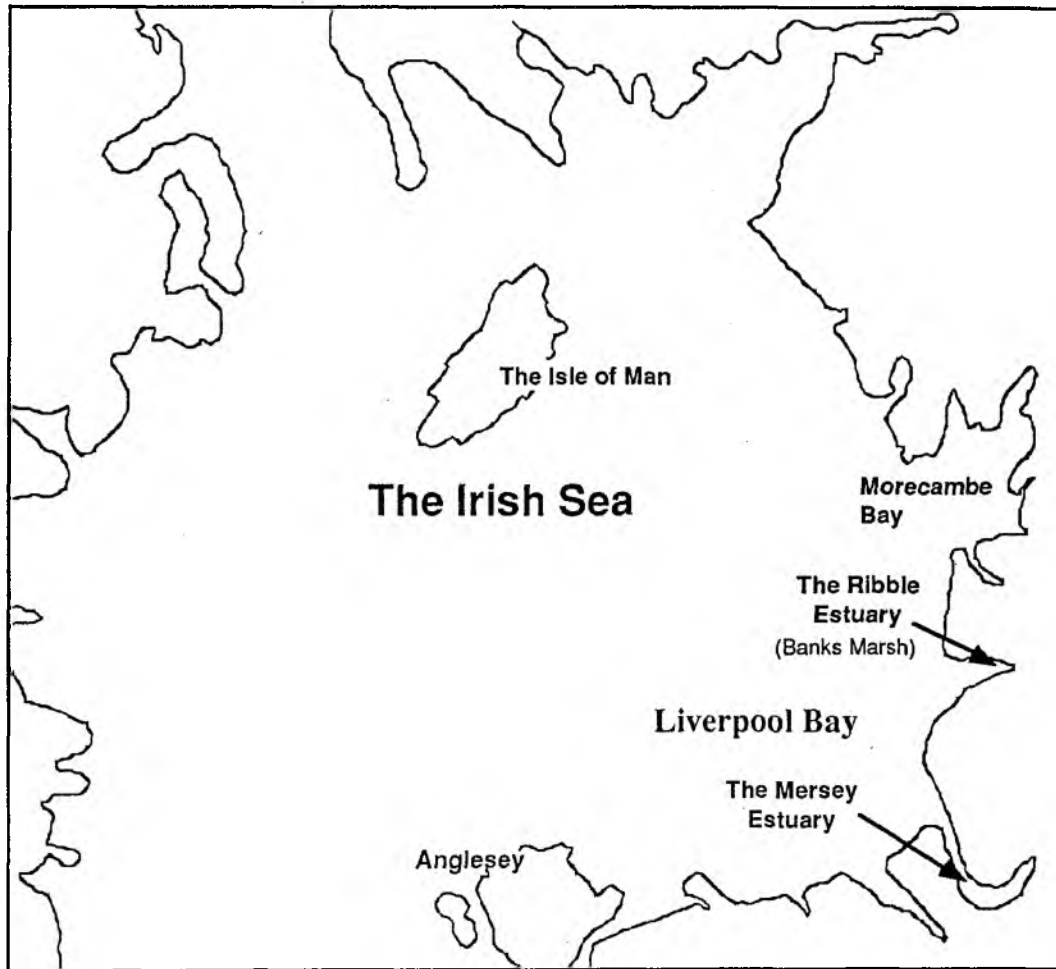 The Isle of Man
The Irish Sea
Morecambe
Bay
The Ribble
Estuary
(Banks Marsh)
Liverpool Bay
The Mersey
Estuary
Anglesey